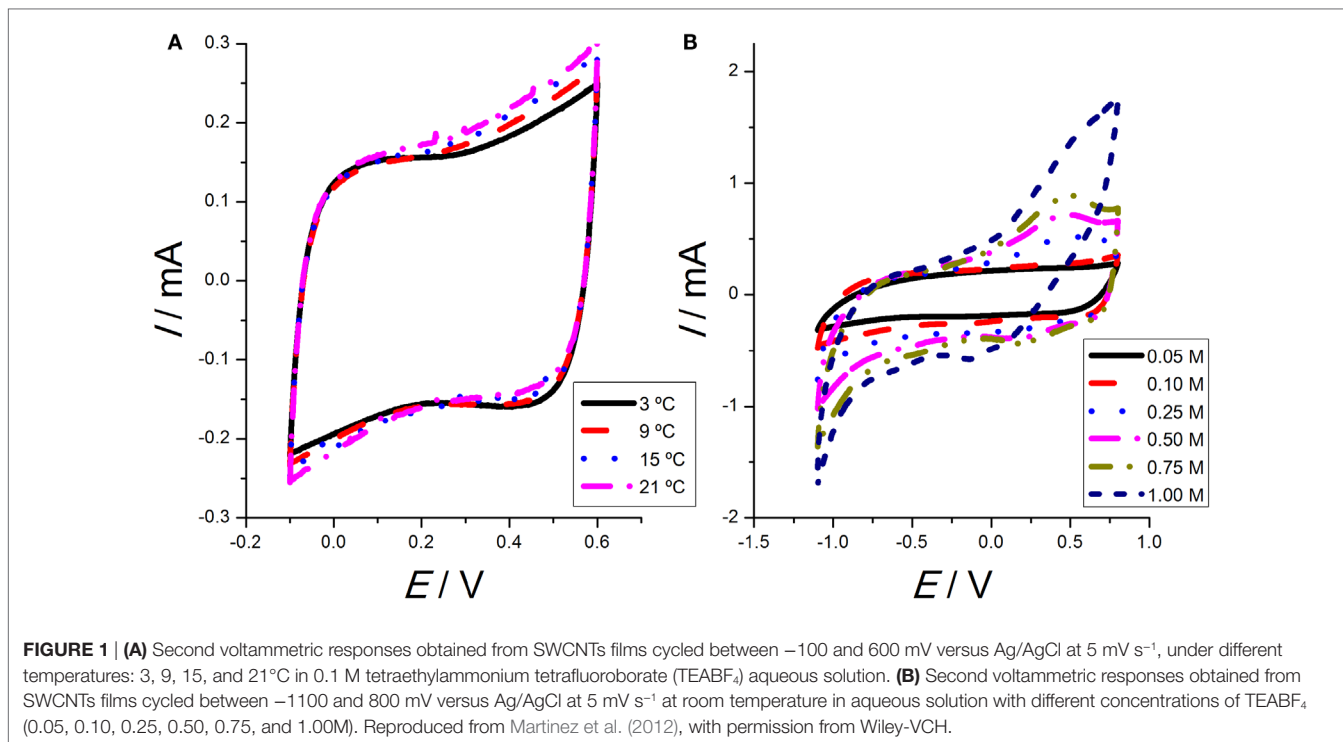 A
0.3
0.2
0.1
0.0
-0.1
-0.2
-0.3
I / mA
-0.2
0.0
0.2
0.4
0.6
E / V
3 ºC
9 ºC
15 ºC
21 ºC
B
2
1
0
-1
-2
I / mA
-1.5
-1.0
-0.5
0.0
0.5
1.0
E / V
0.05 M
0.10 M
0.25 M
0.50 M
0.75 M
1.00 M
FIGURE 1 | (A) Second voltammetric responses obtained from SWCNTs films cycled between −100 and 600 mV versus Ag/AgCl at 5 mV s⁻¹, under different
temperatures: 3, 9, 15, and 21°C in 0.1 M tetraethylammonium tetrafluoroborate (TEABF₄) aqueous solution. (B) Second voltammetric responses obtained from
SWCNTs films cycled between −1100 and 800 mV versus Ag/AgCl at 5 mV s⁻¹ at room temperature in aqueous solution with different concentrations of TEABF₄
(0.05, 0.10, 0.25, 0.50, 0.75, and 1.00M). Reproduced from Martinez et al. (2012), with permission from Wiley-VCH.